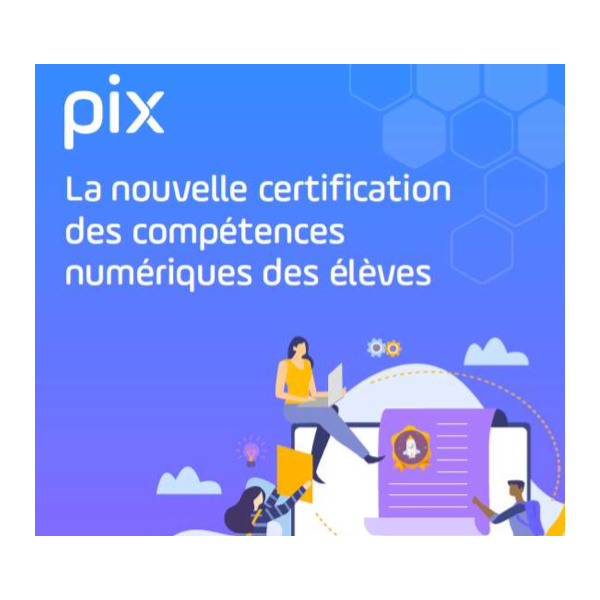 pix
La nouvelle certification
des compétences
numériques des élèves